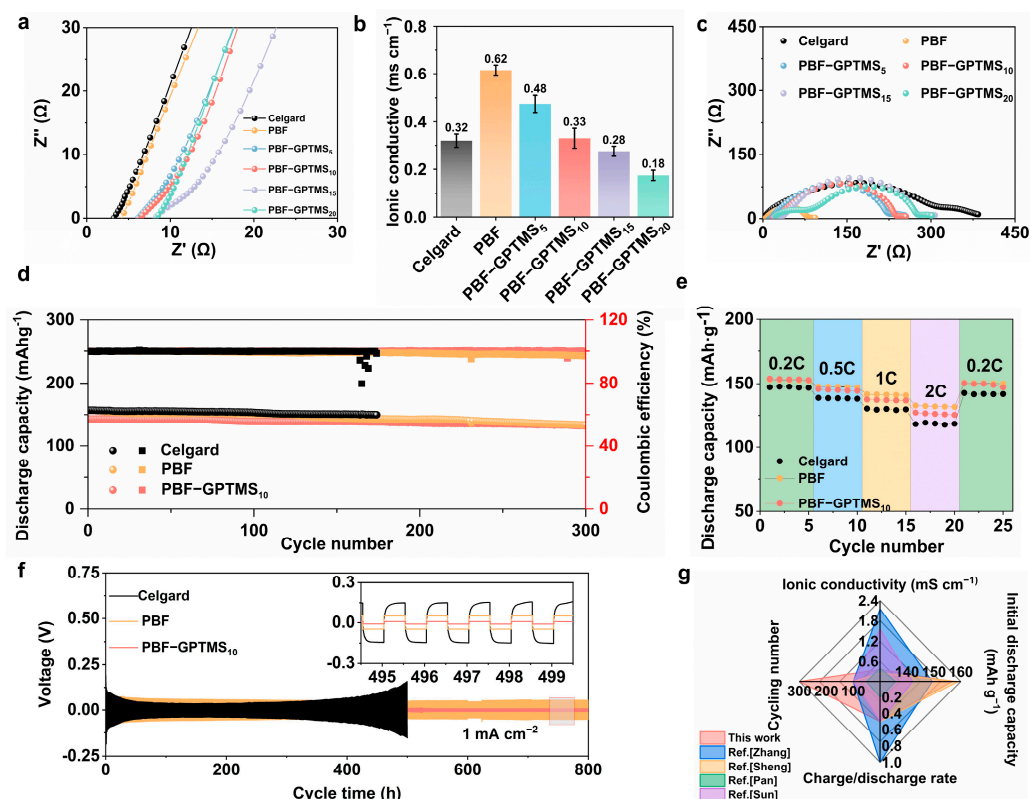 a
Z'' (Ω)
30
20
10
0
0
10
20
30
Z' (Ω)
Celgard
PBF
PBF-GPTMS₅
PBF-GPTMS₁₀
PBF-GPTMS₁₅
PBF-GPTMS₂₀
b
Ionic conductive (ms cm⁻¹)
0.8
0.6
0.4
0.2
0.0
0.32
0.62
0.48
0.33
0.28
0.18
Celgard
PBF
PBF-GPTMS₅
PBF-GPTMS₁₀
PBF-GPTMS₁₅
PBF-GPTMS₂₀
c
Z'' (Ω)
450
300
150
0
0
150
300
450
Z' (Ω)
Celgard
PBF
PBF-GPTMS₅
PBF-GPTMS₁₀
PBF-GPTMS₁₅
PBF-GPTMS₂₀
d
Discharge capacity (mAhg⁻¹)
300
250
200
150
100
0
0
100
200
300
Cycle number
120
80
60
40
20
0
Coulombic efficiency (%)
Celgard
PBF
PBF-GPTMS₁₀
e
Discharge capacity (mAh·g⁻¹)
200
150
100
50
0
5
10
15
20
25
Cycle number
0.2C
0.5C
1C
2C
0.2C
Celgard
PBF
PBF-GPTMS₁₀
f
Voltage (V)
0.75
0.50
0.25
0.00
-0.25
0
200
400
600
800
Cycle time (h)
Celgard
PBF
PBF-GPTMS₁₀
0.3
0.0
-0.3
495
496
497
498
499
1 mA cm⁻²
g
Ionic conductivity (mS cm⁻¹)
2.4
1.8
1.2
0.6
Initial discharge capacity
(mAh g⁻¹)
140
150
160
Charge/discharge rate
0.2
0.4
0.6
0.8
1.0
Cycling number
300
200
100
This work
Ref.[Zhang]
Ref.[Sheng]
Ref.[Pan]
Ref.[Sun]